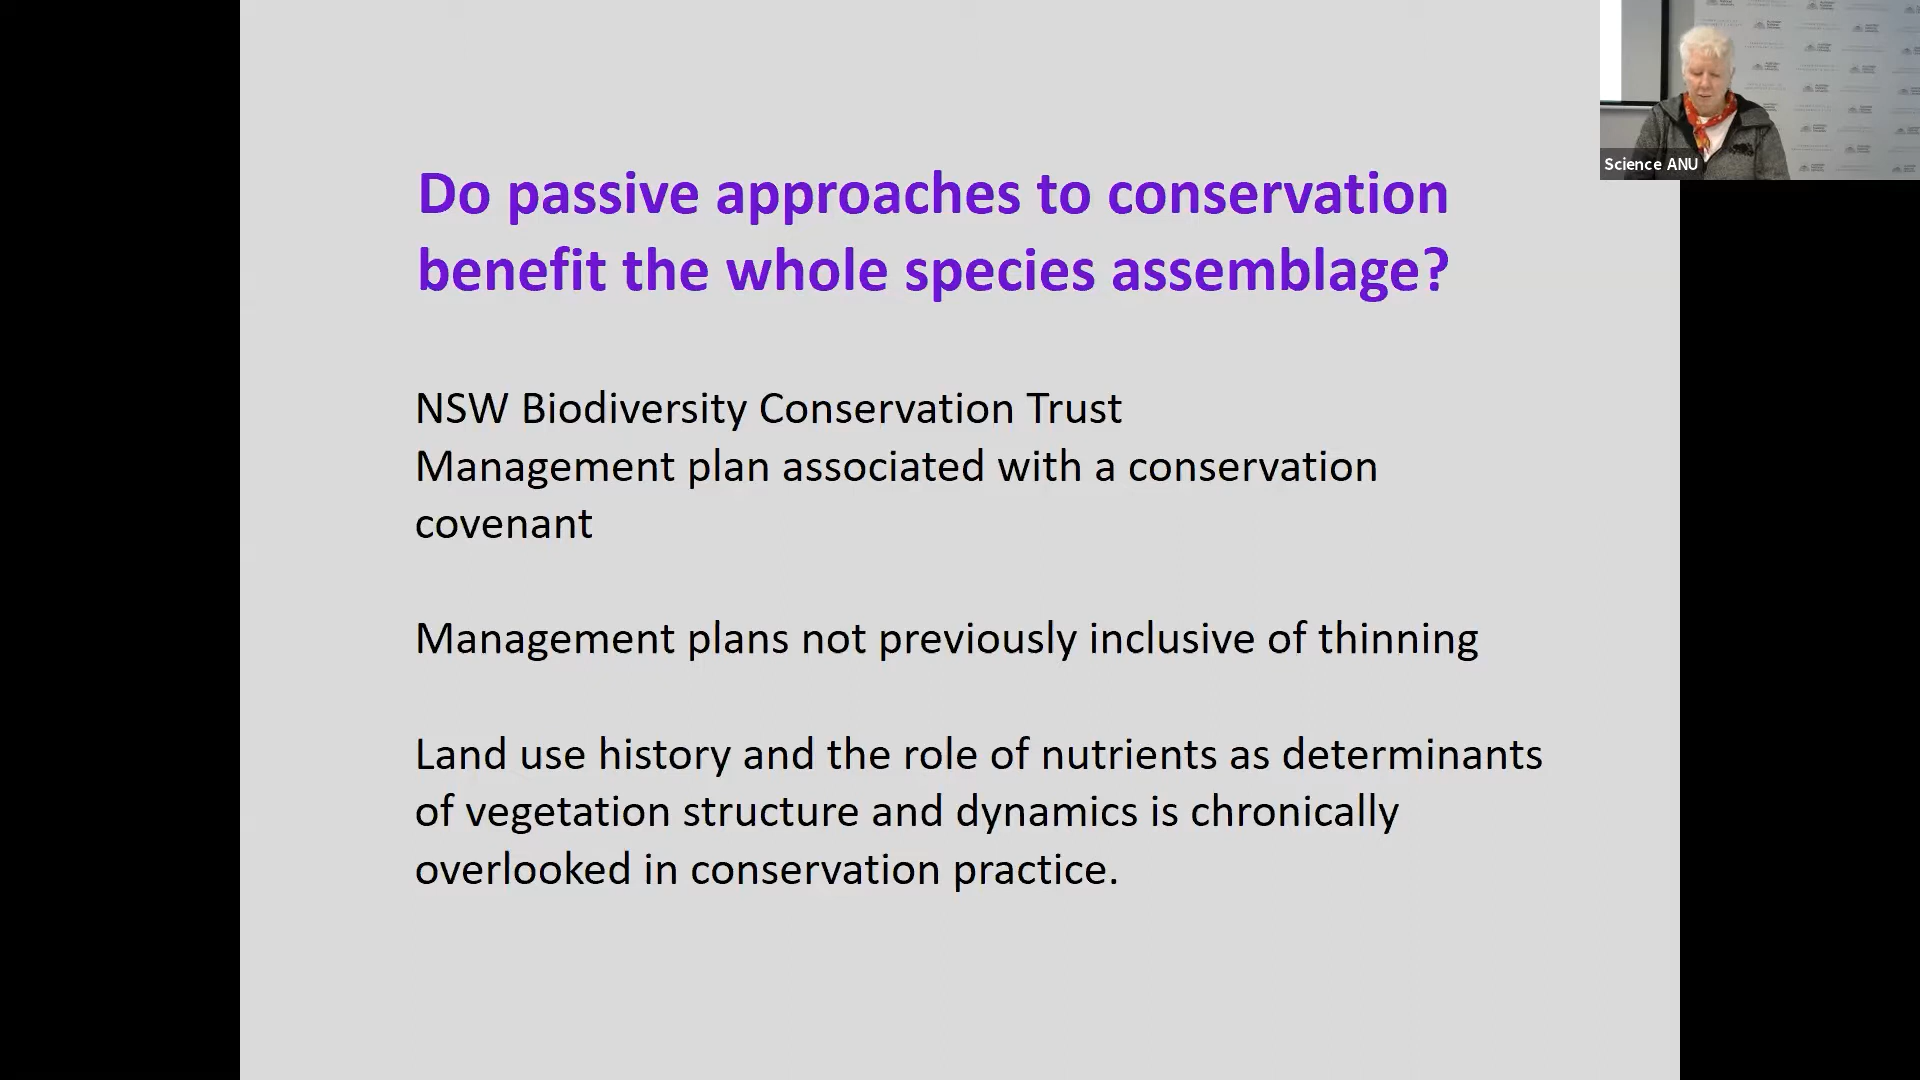 Do passive approaches to conservation
benefit the whole species assemblage?
NSW Biodiversity Conservation Trust
Management plan associated with a conservation
covenant
Management plans not previously inclusive of thinning
Land use history and the role of nutrients as determinants
of vegetation structure and dynamics is chronically
overlooked in conservation practice.
Science ANU